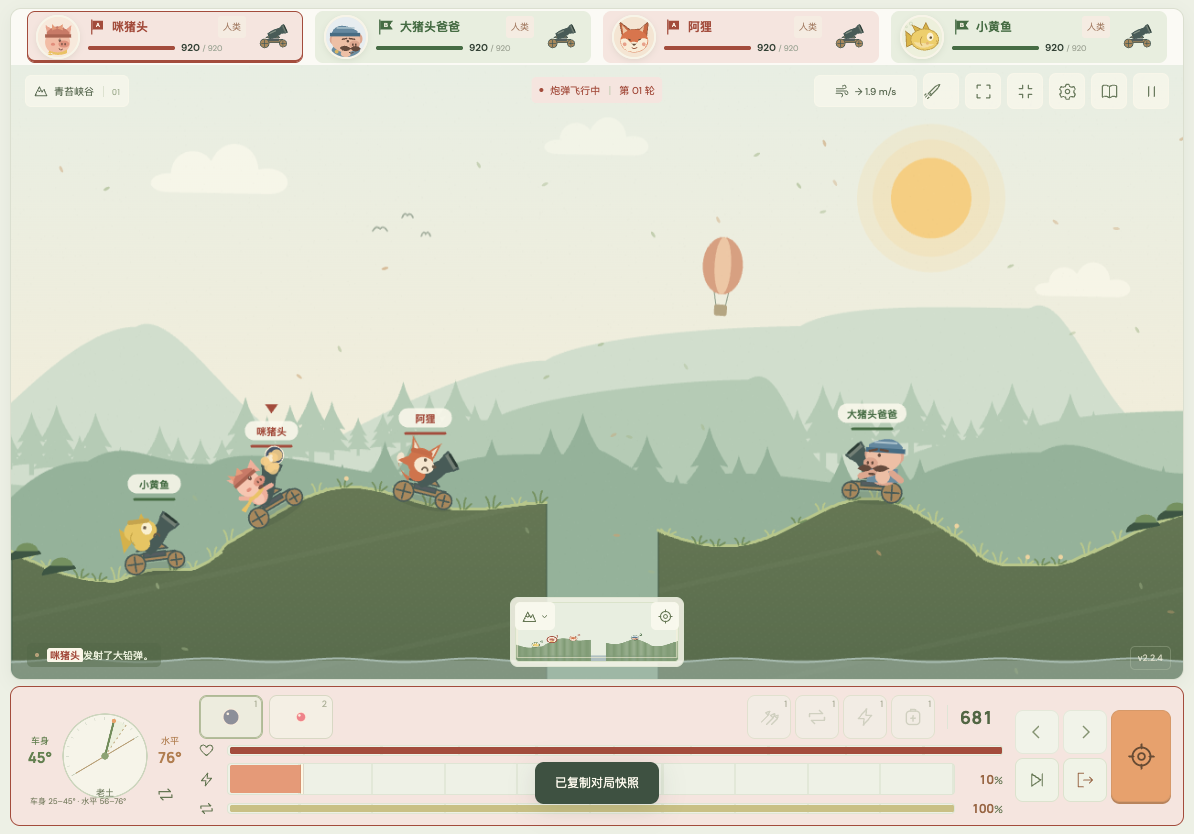 A 咪猪头 人类
920 / 920
B 大猪头爸爸 人类
920 / 920
A 阿狸 人类
920 / 920
B 小黄鱼 人类
920 / 920
青苔峡谷 01
炮弹飞行中 第 01 轮
→ 1.9 m/s
大猪头爸爸
阿狸
咪猪头
小黄鱼
咪猪头发射了大铅弹。
v2.2.4
车身
45°
水平
76°
老土
车身 25–45° · 水平 56–76°
1
2
1
1
1
1
681
10%
100%
已复制对局快照